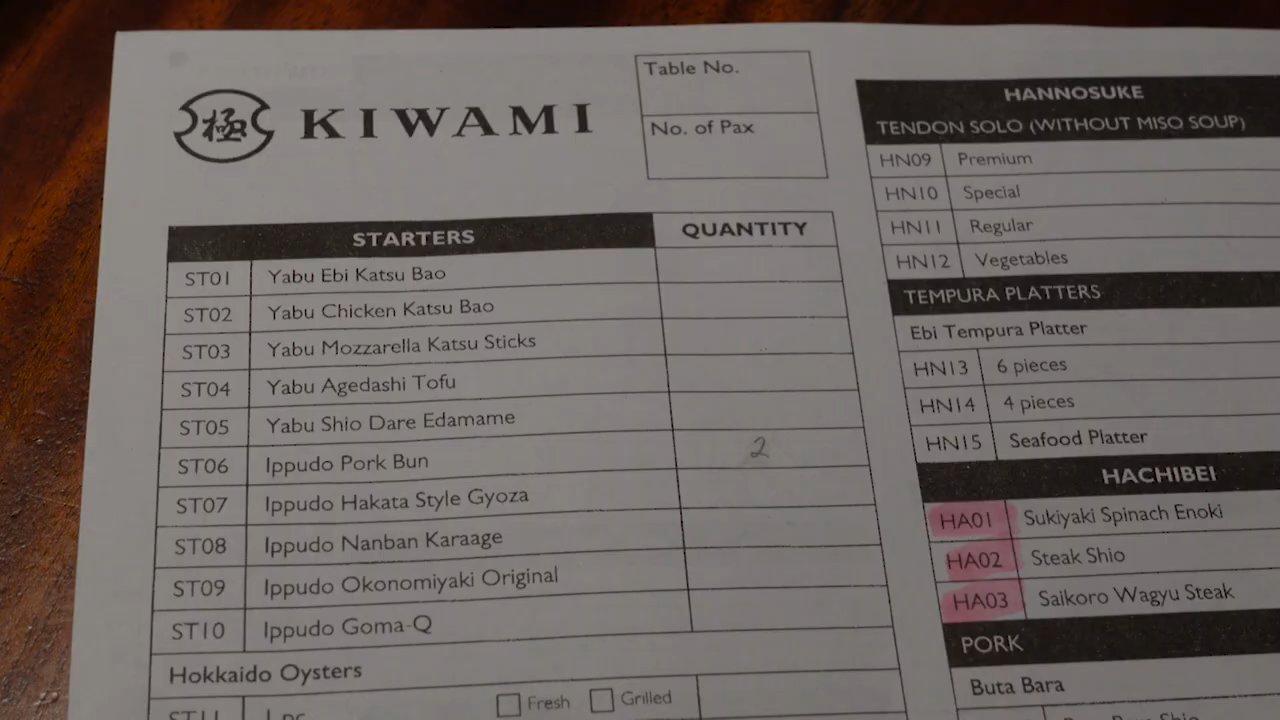 極 KIWAMI
Table No.
No. of Pax
STARTERS QUANTITY
ST01 Yabu Ebi Katsu Bao
ST02 Yabu Chicken Katsu Bao
ST03 Yabu Mozzarella Katsu Sticks
ST04 Yabu Agedashi Tofu
ST05 Yabu Shio Dare Edamame
ST06 Ippudo Pork Bun 2
ST07 Ippudo Hakata Style Gyoza
ST08 Ippudo Nanban Karaage
ST09 Ippudo Okonomiyaki Original
ST10 Ippudo Goma-Q
Hokkaido Oysters
ST11 1 pc Fresh Grilled
HANNOSUKE
TENDON SOLO (WITHOUT MISO SOUP)
HN09 Premium
HN10 Special
HN11 Regular
HN12 Vegetables
TEMPURA PLATTERS
Ebi Tempura Platter
HN13 6 pieces
HN14 4 pieces
HN15 Seafood Platter
HACHIBEI
HA01 Sukiyaki Spinach Enoki
HA02 Steak Shio
HA03 Saikoro Wagyu Steak
PORK
Buta Bara